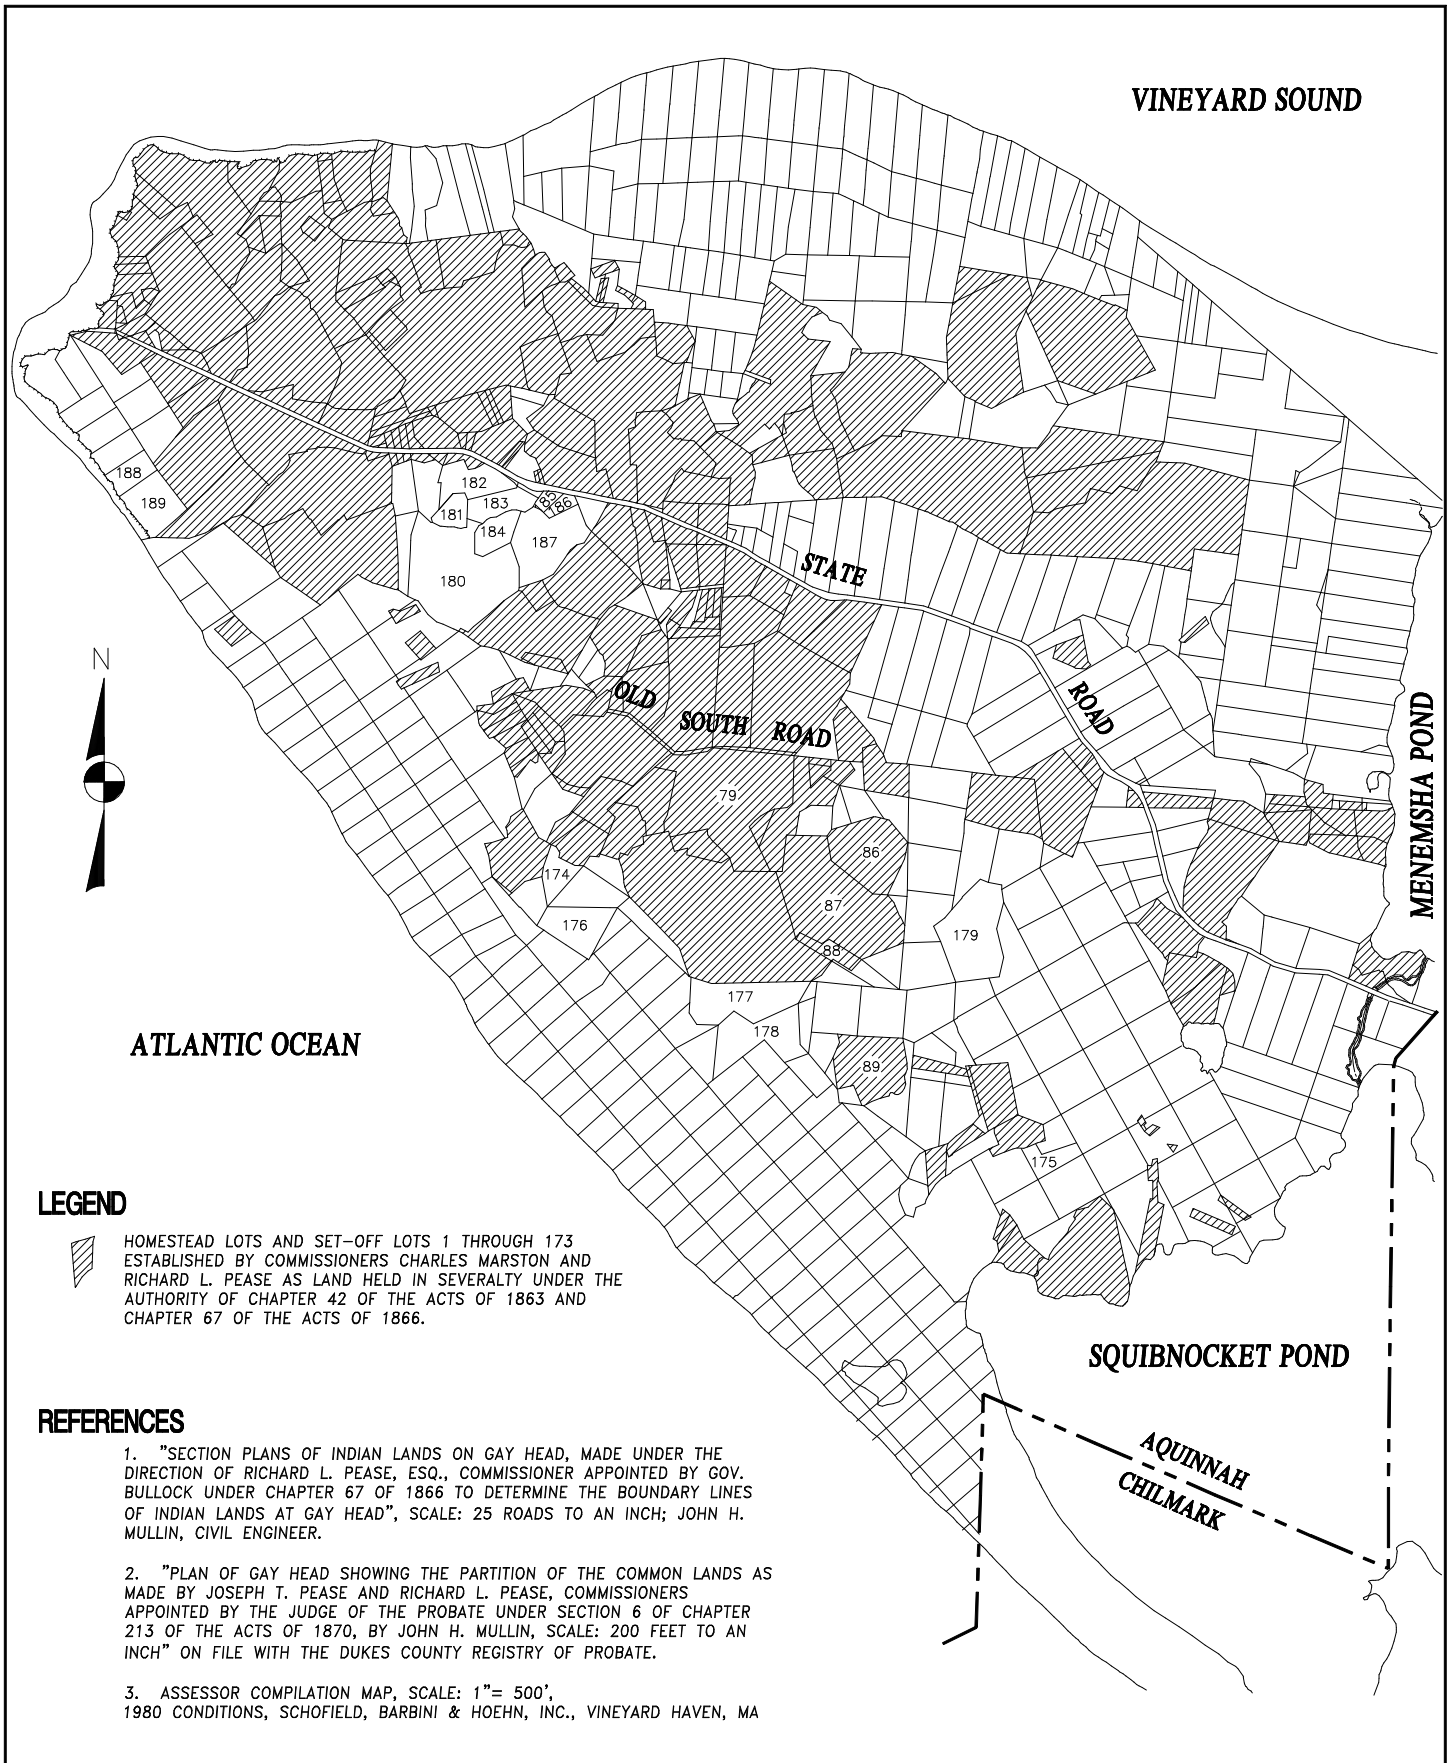 VINEYARD SOUND
182
188
183
85
86
189
181
184
187
STATE
180
N
OLD
SOUTH
ROAD
ROAD
MENEMSHA POND
79
86
174
87
176
179
88
177
178
ATLANTIC OCEAN
89
175
LEGEND
HOMESTEAD LOTS AND SET-OFF LOTS 1 THROUGH 173
ESTABLISHED BY COMMISSIONERS CHARLES MARSTON AND
RICHARD L. PEASE AS LAND HELD IN SEVERALTY UNDER THE
AUTHORITY OF CHAPTER 42 OF THE ACTS OF 1863 AND
CHAPTER 67 OF THE ACTS OF 1866.
SQUIBNOCKET POND
AQUINNAH
CHILMARK
REFERENCES
1. "SECTION PLANS OF INDIAN LANDS ON GAY HEAD, MADE UNDER THE
DIRECTION OF RICHARD L. PEASE, ESQ., COMMISSIONER APPOINTED BY GOV.
BULLOCK UNDER CHAPTER 67 OF 1866 TO DETERMINE THE BOUNDARY LINES
OF INDIAN LANDS AT GAY HEAD", SCALE: 25 ROADS TO AN INCH; JOHN H.
MULLIN, CIVIL ENGINEER.
2. "PLAN OF GAY HEAD SHOWING THE PARTITION OF THE COMMON LANDS AS
MADE BY JOSEPH T. PEASE AND RICHARD L. PEASE, COMMISSIONERS
APPOINTED BY THE JUDGE OF THE PROBATE UNDER SECTION 6 OF CHAPTER
213 OF THE ACTS OF 1870, BY JOHN H. MULLIN, SCALE: 200 FEET TO AN
INCH" ON FILE WITH THE DUKES COUNTY REGISTRY OF PROBATE.
3. ASSESSOR COMPILATION MAP, SCALE: 1"= 500',
1980 CONDITIONS, SCHOFIELD, BARBINI & HOEHN, INC., VINEYARD HAVEN, MA